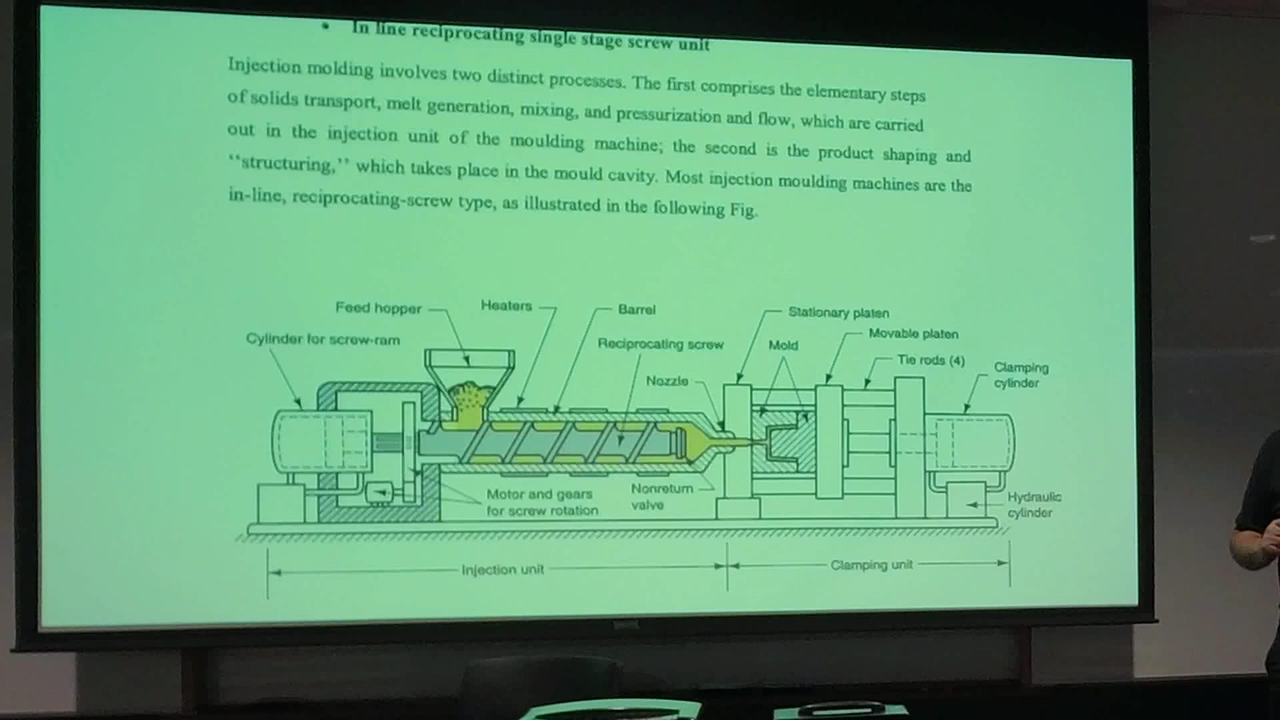 • In line reciprocating single stage screw unit
Injection molding involves two distinct processes. The first comprises the elementary steps
of solids transport, melt generation, mixing, and pressurization and flow, which are carried
out in the injection unit of the moulding machine; the second is the product shaping and
“structuring,” which takes place in the mould cavity. Most injection moulding machines are the
in-line, reciprocating-screw type, as illustrated in the following Fig.
Feed hopper
Heaters
Barrel
Stationary platen
Cylinder for screw-ram
Reciprocating screw
Mold
Movable platen
Tie rods (4)
Clamping
cylinder
Nozzle
Motor and gears
for screw rotation
Nonreturn
valve
Hydraulic
cylinder
Injection unit
Clamping unit